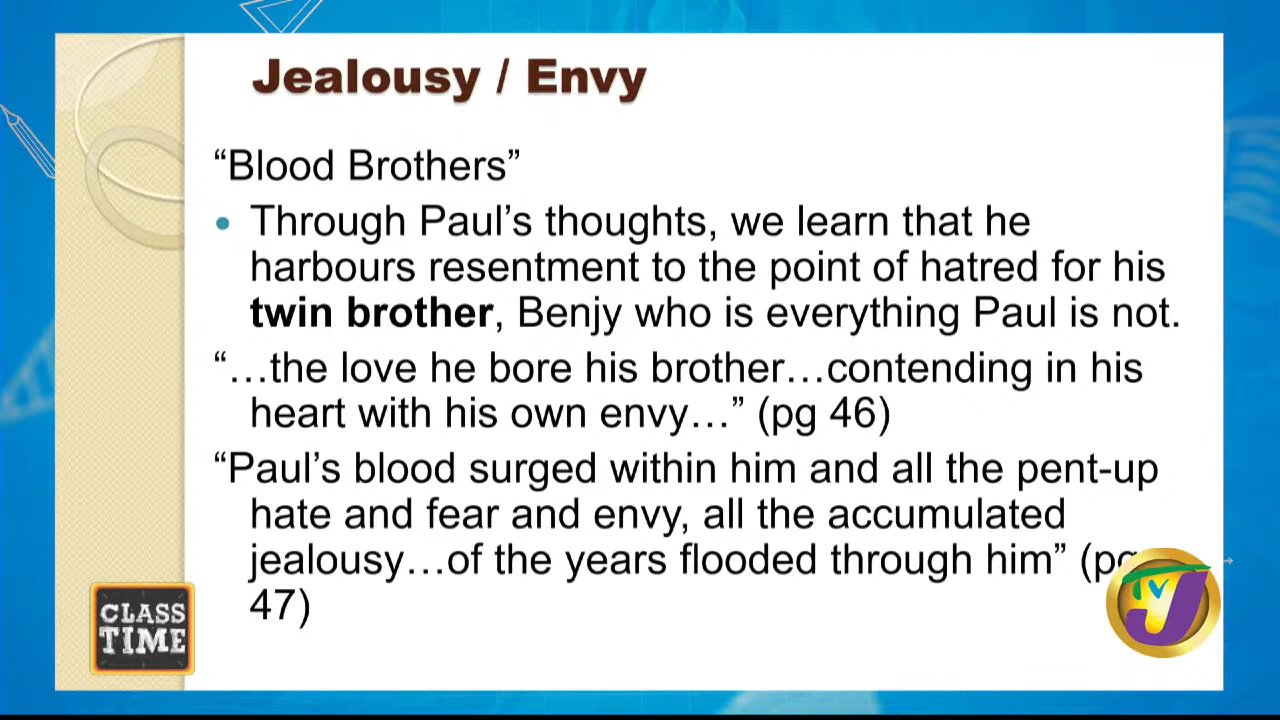 Jealousy / Envy
“Blood Brothers”
• Through Paul’s thoughts, we learn that he
harbours resentment to the point of hatred for his
twin brother, Benjy who is everything Paul is not.
“…the love he bore his brother…contending in his
heart with his own envy…” (pg 46)
“Paul’s blood surged within him and all the pent-up
hate and fear and envy, all the accumulated
jealousy…of the years flooded through him” (pg
47)
CLASS
TIME
TVJ